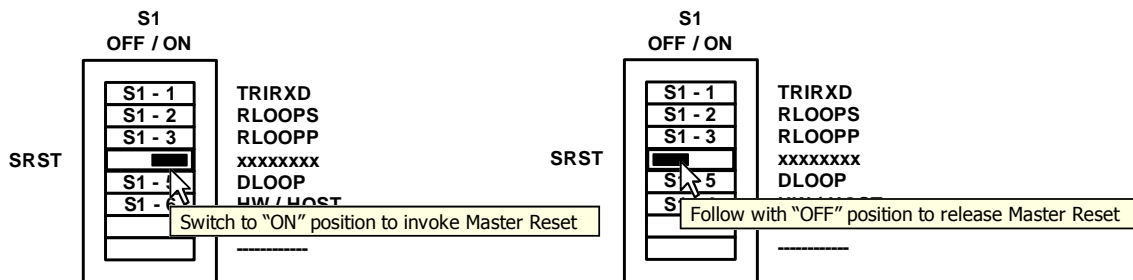 S1
OFF / ON
S1 - 1 TRIRXD
S1 - 2 RLOOPS
S1 - 3 RLOOPP
SRST xxxxxxxx
S1 - 5 DLOOP
S1 - 6 HW / HOST
Switch to “ON” position to invoke Master Reset
------------
S1
OFF / ON
S1 - 1 TRIRXD
S1 - 2 RLOOPS
S1 - 3 RLOOPP
SRST xxxxxxxx
S1 - 5 DLOOP
Follow with “OFF” position to release Master Reset
------------